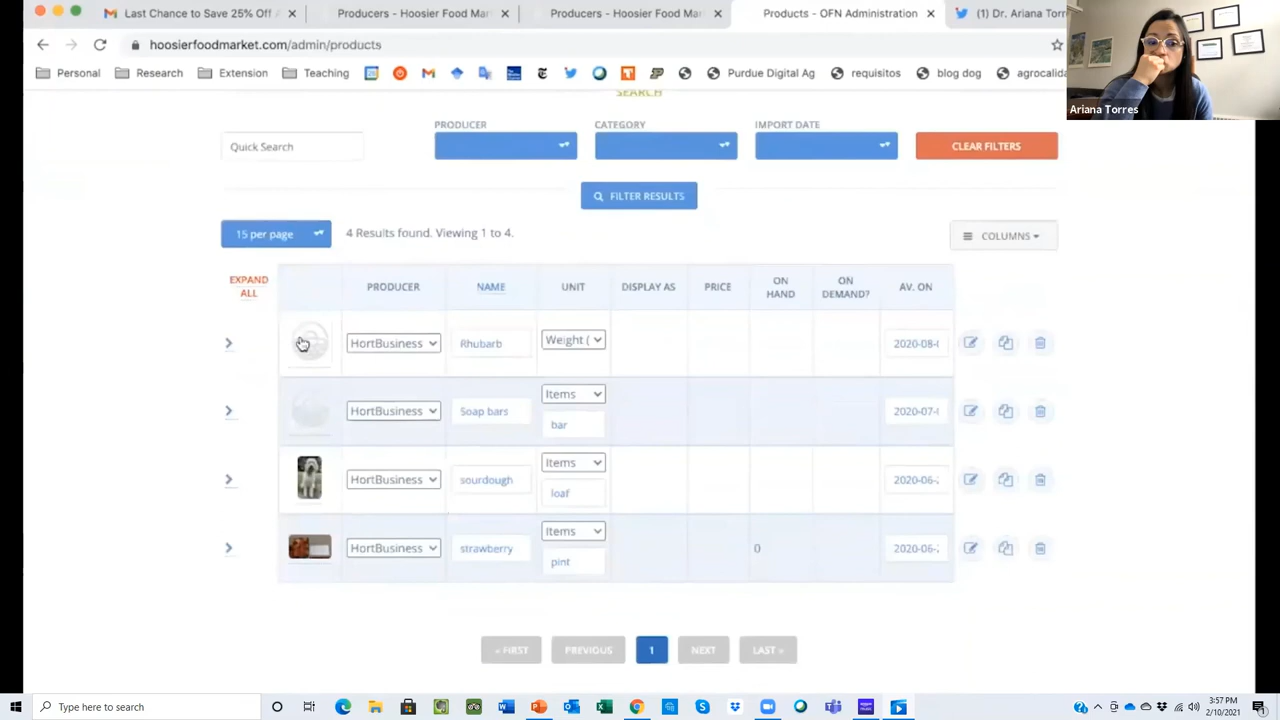 Last Chance to Save 25% Off A
Producers - Hoosier Food Mar
Producers - Hoosier Food Mar
Products - OFN Administration
(1) Dr. Ariana Torr
hoosierfoodmarket.com/admin/products
Personal
Research
Extension
Teaching
Purdue Digital Ag
requisitos
blog dog
agrocalida
Ariana Torres
SEARCH
PRODUCER
CATEGORY
IMPORT DATE
Quick Search
CLEAR FILTERS
FILTER RESULTS
15 per page
4 Results found. Viewing 1 to 4.
COLUMNS
EXPAND ALL
PRODUCER
NAME
UNIT
DISPLAY AS
PRICE
ON HAND
ON DEMAND?
AV. ON
HortBusiness
Rhubarb
Weight (
2020-08-
HortBusiness
Soap bars
Items
bar
2020-07-
HortBusiness
sourdough
Items
loaf
2020-06-
HortBusiness
strawberry
Items
pint
0
2020-06-
« FIRST
PREVIOUS
1
NEXT
LAST »
Type here to search
3:57 PM
2/10/2021